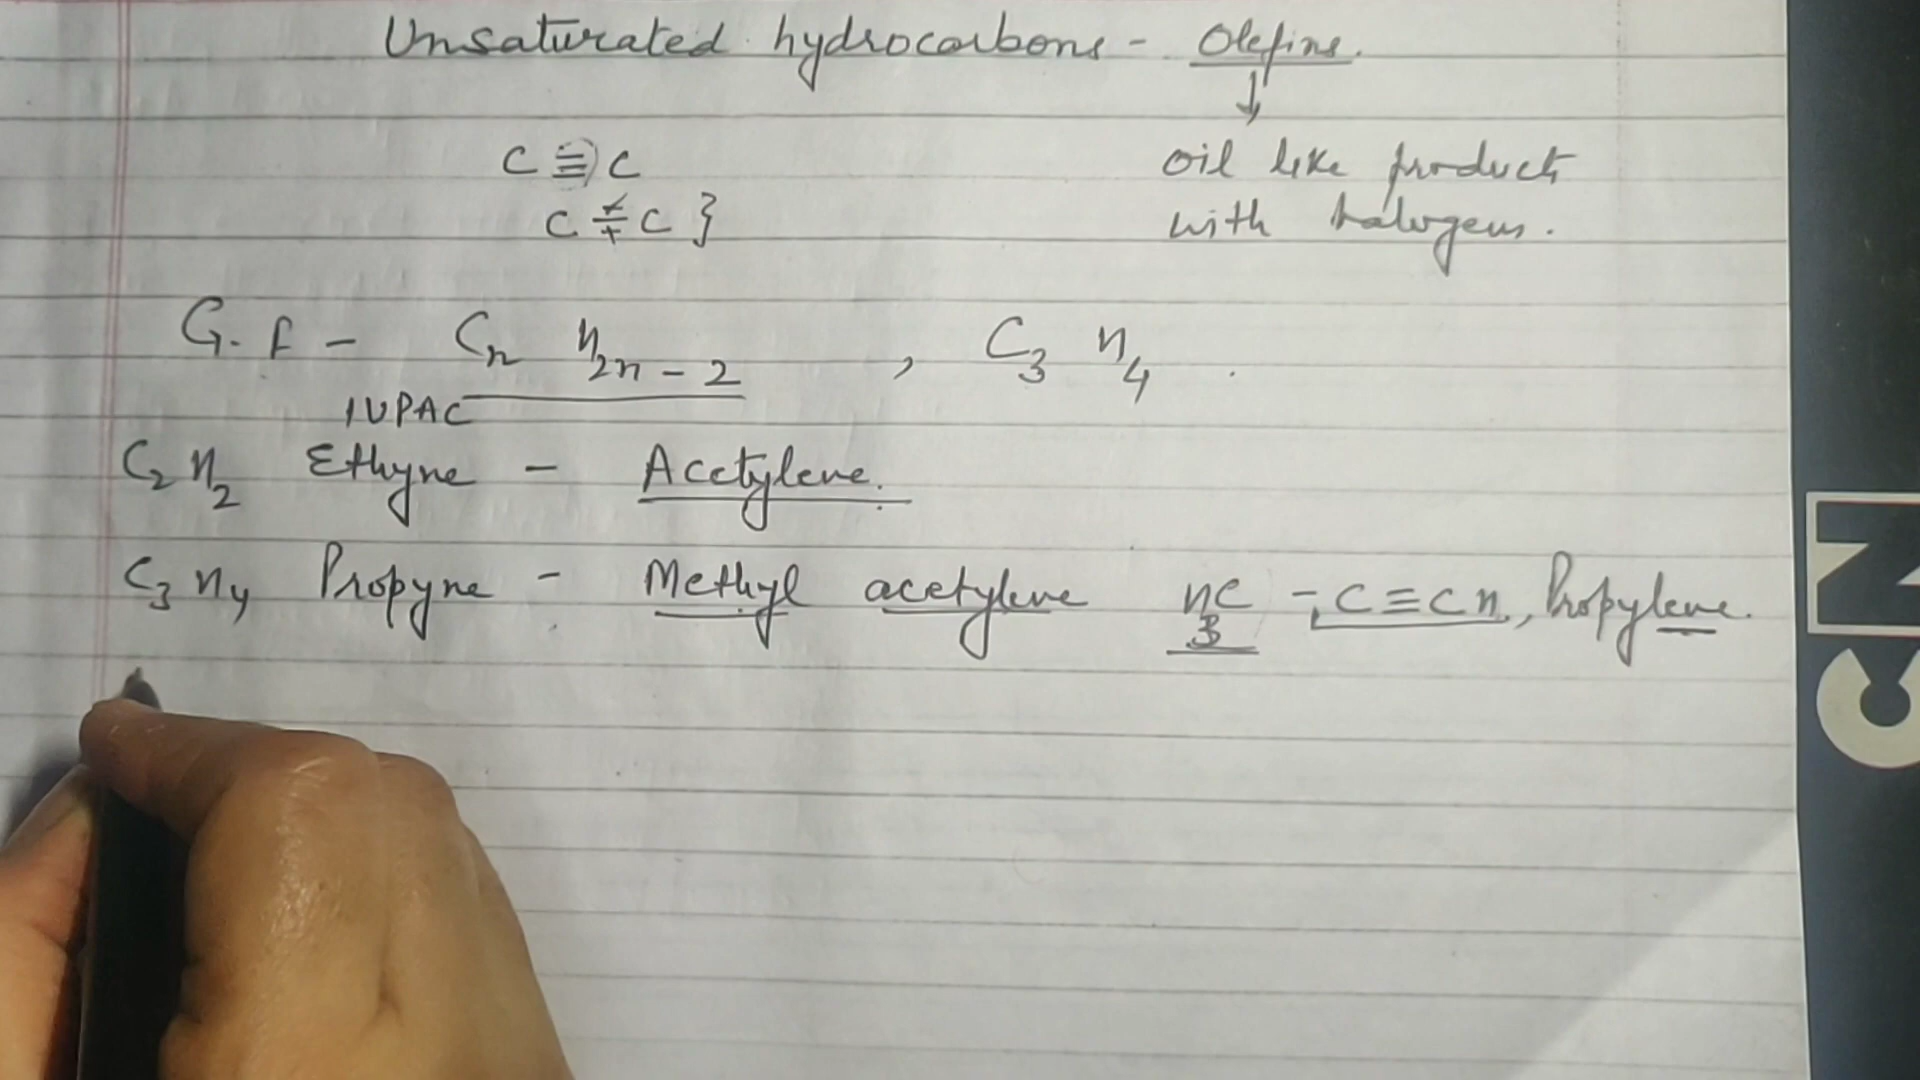 Unsaturated hydrocarbons - Olefins.
↓
C ≡ C oil like product
C = C } with halogens.
G.f - CnH2n-2 , C3H4 .
IUPAC
C2H2 Ethyne - Acetylene.
C3H4 Propyne - Methyl acetylene H3C - C≡CH, Propylene.
CN